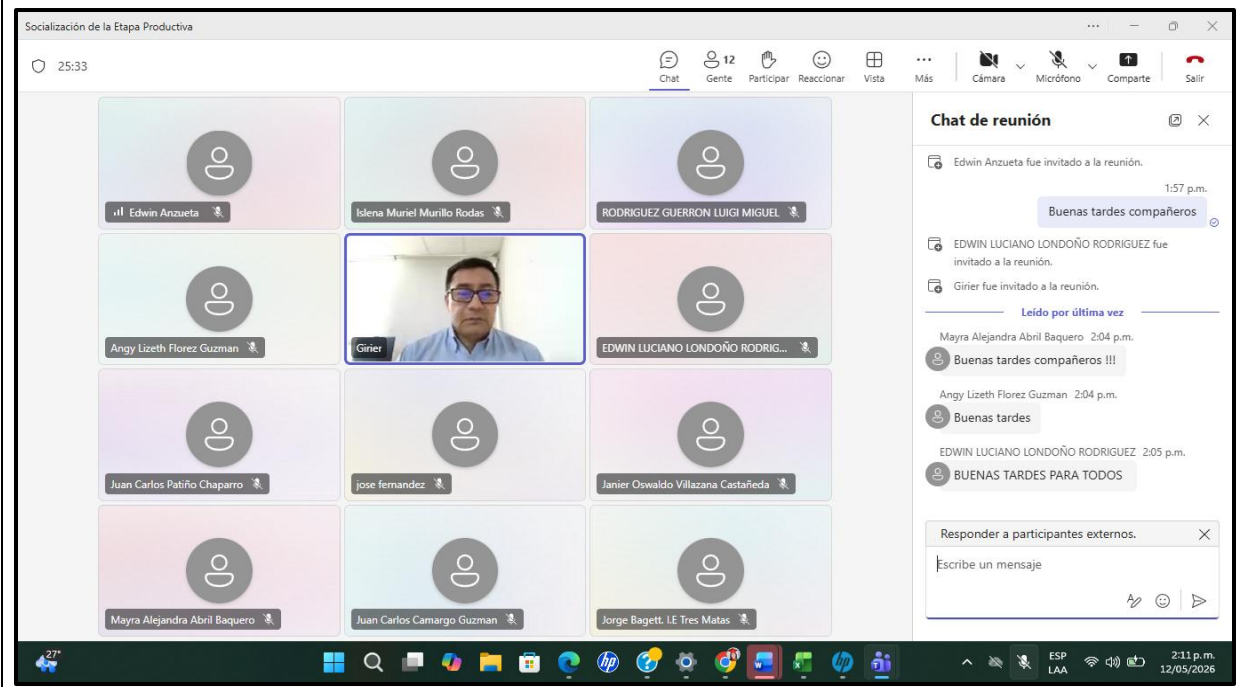 Socialización de la Etapa Productiva
25:33
Chat
12
Gente
Participar
Reaccionar
Vista
Más
Cámara
Micrófono
Comparte
Salir
Edwin Anzueta
Islena Muriel Murillo Rodas
RODRIGUEZ GUERRON LUIGI MIGUEL
Angy Lizeth Florez Guzman
Girier
EDWIN LUCIANO LONDOÑO RODRIG...
Juan Carlos Patiño Chaparro
jose fernandez
Janier Oswaldo Villazana Castañeda
Mayra Alejandra Abril Baquero
Juan Carlos Camargo Guzman
Jorge Bagett. I.E Tres Matas
Chat de reunión
Edwin Anzueta fue invitado a la reunión.
1:57 p.m.
Buenas tardes compañeros
EDWIN LUCIANO LONDOÑO RODRIGUEZ fue
invitado a la reunión.
Girier fue invitado a la reunión.
Leído por última vez
Mayra Alejandra Abril Baquero 2:04 p.m.
Buenas tardes compañeros !!!
Angy Lizeth Florez Guzman 2:04 p.m.
Buenas tardes
EDWIN LUCIANO LONDOÑO RODRIGUEZ 2:05 p.m.
BUENAS TARDES PARA TODOS
Responder a participantes externos.
Escribe un mensaje
27°
hp
hp
ESP
LAA
2:11 p.m.
12/05/2026